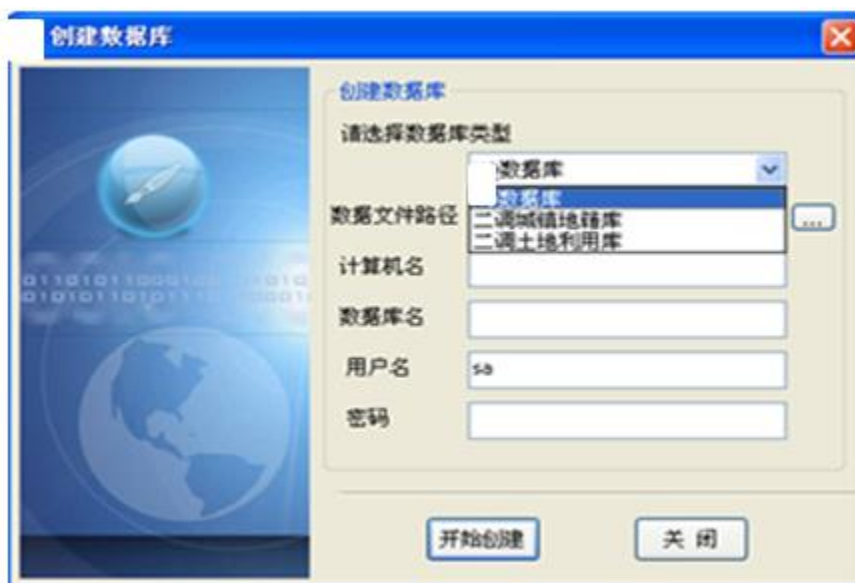 创建数据库
创建数据库
请选择数据库类型
数据库
数据库
数据文件路径
二调城镇地籍库
...
二调土地利用库
计算机名
数据库名
用户名
sa
密码
开始创建
关闭